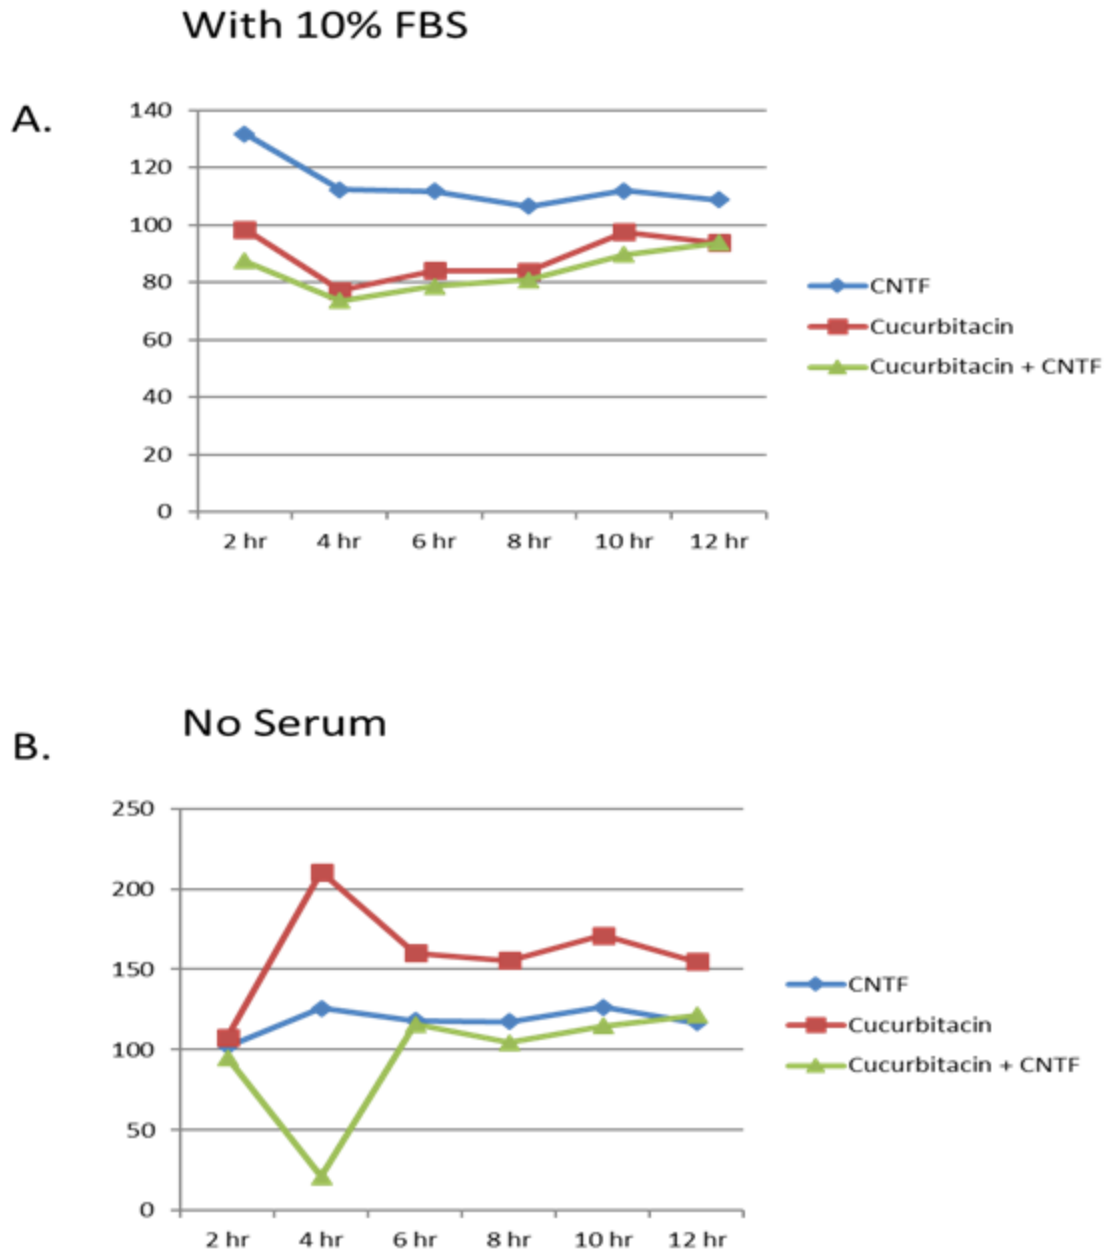 With 10% FBS
A.
140
120
100
80
60
40
20
0
2 hr 4 hr 6 hr 8 hr 10 hr 12 hr
CNTF
Cucurbitacin
Cucurbitacin + CNTF
No Serum
B.
250
200
150
100
50
0
2 hr 4 hr 6 hr 8 hr 10 hr 12 hr
CNTF
Cucurbitacin
Cucurbitacin + CNTF